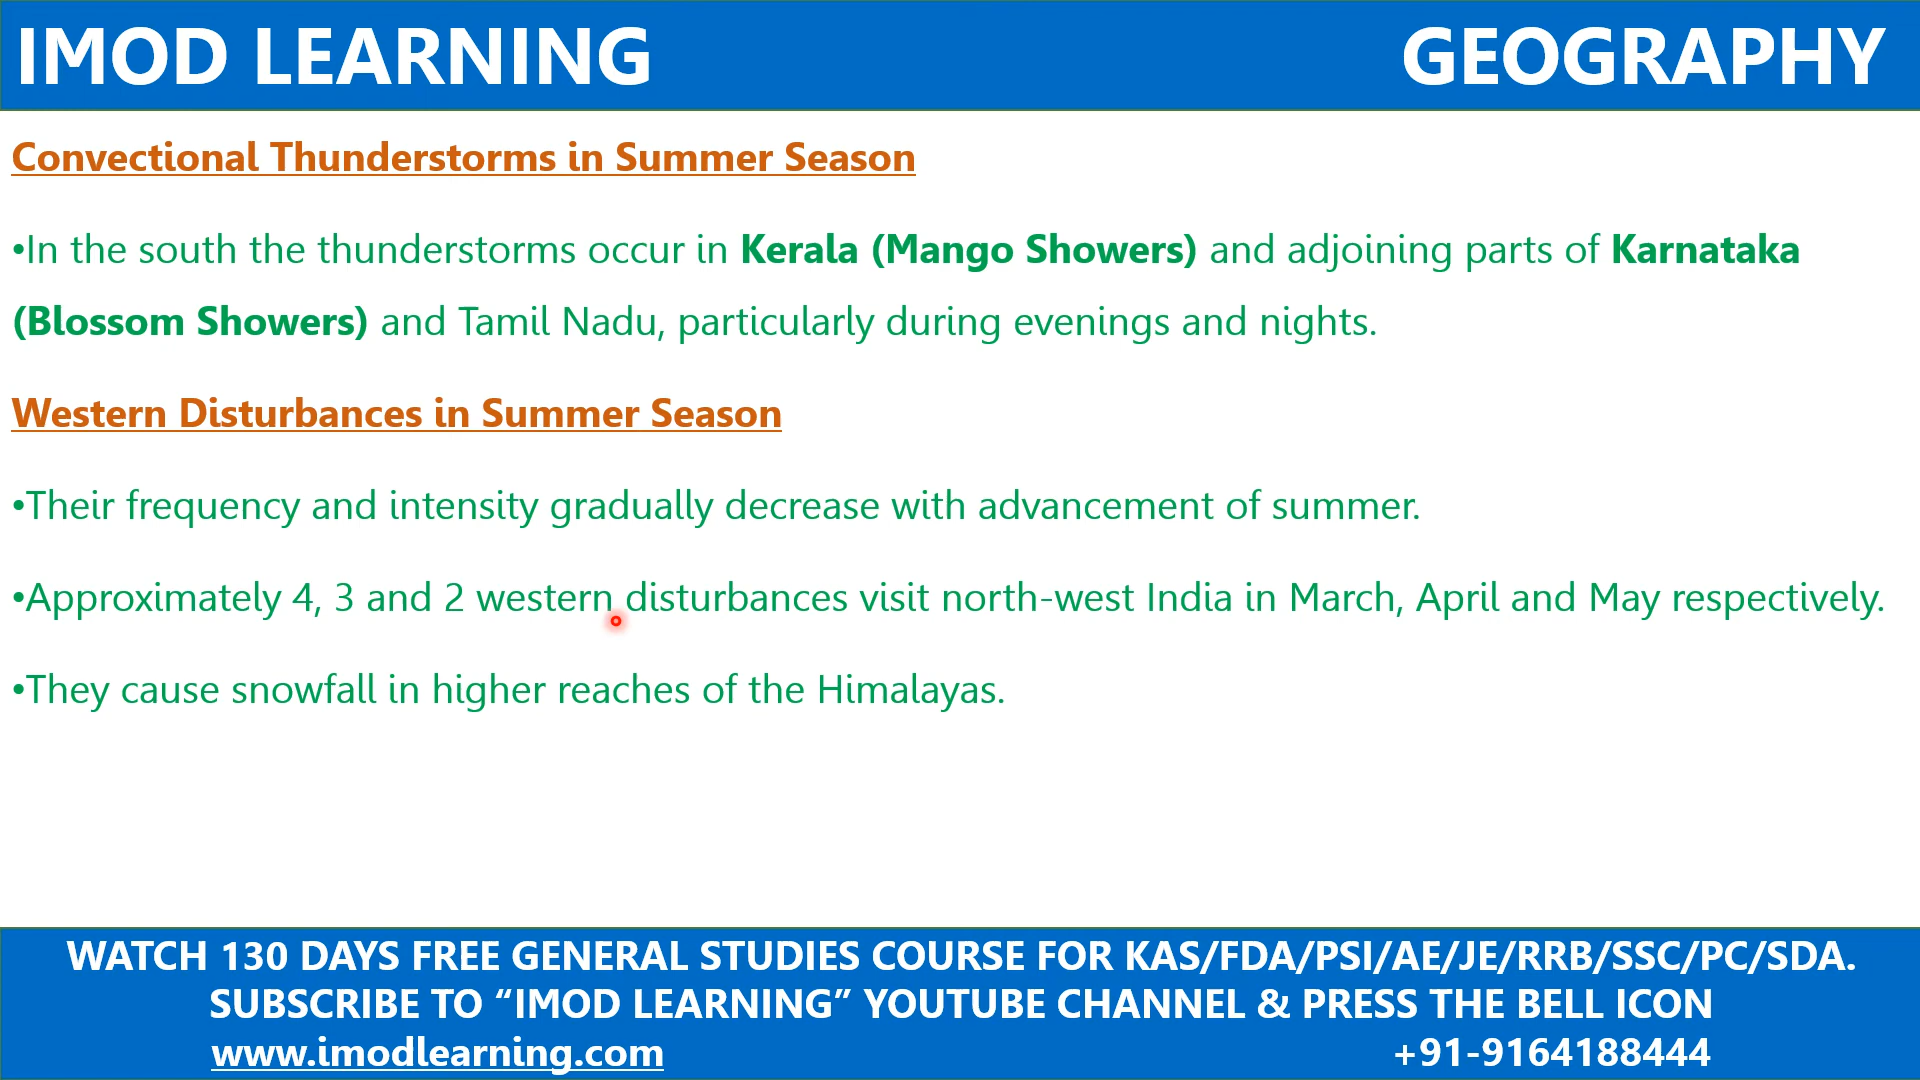 IMOD LEARNING GEOGRAPHY
Convectional Thunderstorms in Summer Season
•In the south the thunderstorms occur in Kerala (Mango Showers) and adjoining parts of Karnataka
(Blossom Showers) and Tamil Nadu, particularly during evenings and nights.
Western Disturbances in Summer Season
•Their frequency and intensity gradually decrease with advancement of summer.
•Approximately 4, 3 and 2 western disturbances visit north-west India in March, April and May respectively.
•They cause snowfall in higher reaches of the Himalayas.
WATCH 130 DAYS FREE GENERAL STUDIES COURSE FOR KAS/FDA/PSI/AE/JE/RRB/SSC/PC/SDA.
SUBSCRIBE TO “IMOD LEARNING” YOUTUBE CHANNEL & PRESS THE BELL ICON
www.imodlearning.com +91-9164188444